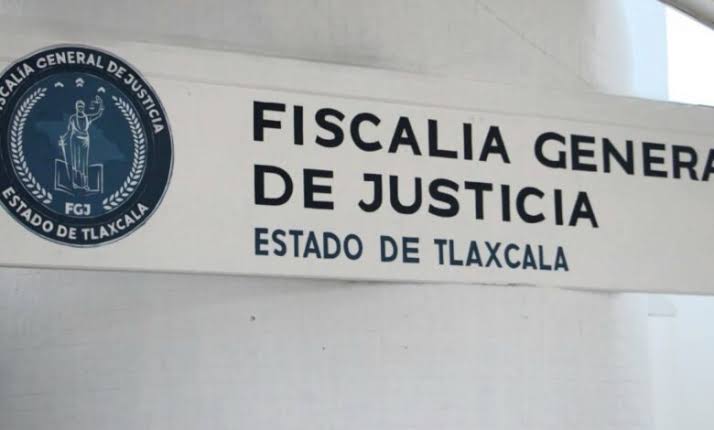 FISCALIA GENERAL DE JUSTICIA
FGJ
ESTADO DE TLAXCALA
FISCALIA GENERA
DE JUSTICIA
ESTADO DE TLAXCALA